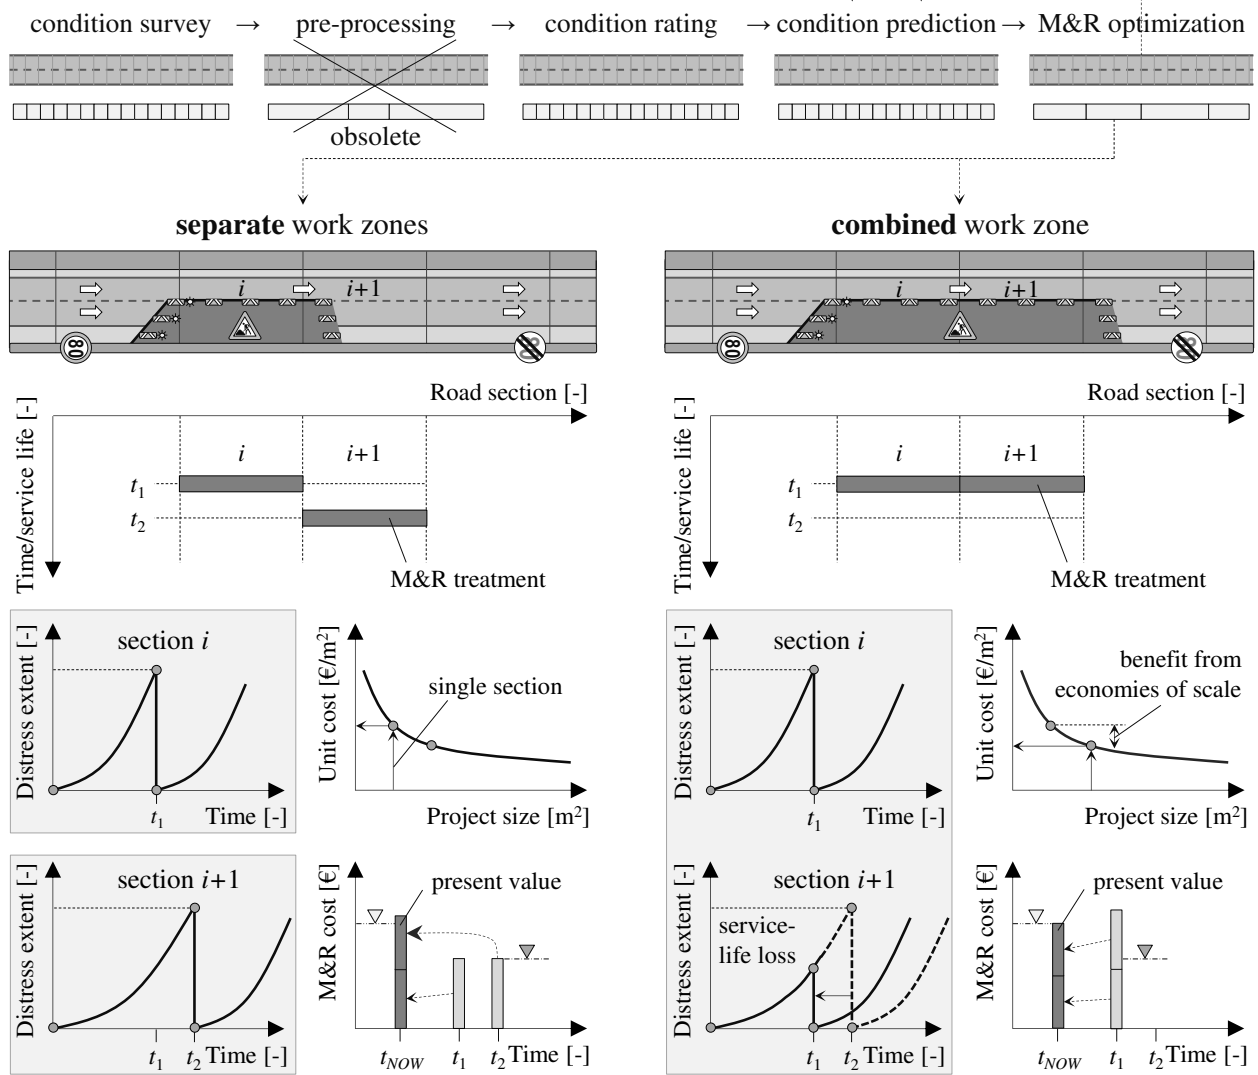 condition survey → pre-processing → condition rating → condition prediction → M&R optimization
obsolete
separate work zones
combined work zone
i
i+1
80
80
i
i+1
80
80
Road section [-]
Time/service life [-]
i
i+1
t1
t2
M&R treatment
Road section [-]
Time/service life [-]
i
i+1
t1
t2
M&R treatment
Distress extent [-]
section i
t1
Time [-]
Unit cost [€/m²]
single section
Project size [m²]
Distress extent [-]
section i
t1
Time [-]
Unit cost [€/m²]
benefit from
economies of scale
Project size [m²]
Distress extent [-]
section i+1
t1
t2
Time [-]
M&R cost [€]
present value
tNOW
t1
t2
Time [-]
Distress extent [-]
section i+1
service-
life loss
t1
t2
Time [-]
M&R cost [€]
present value
tNOW
t1
t2
Time [-]